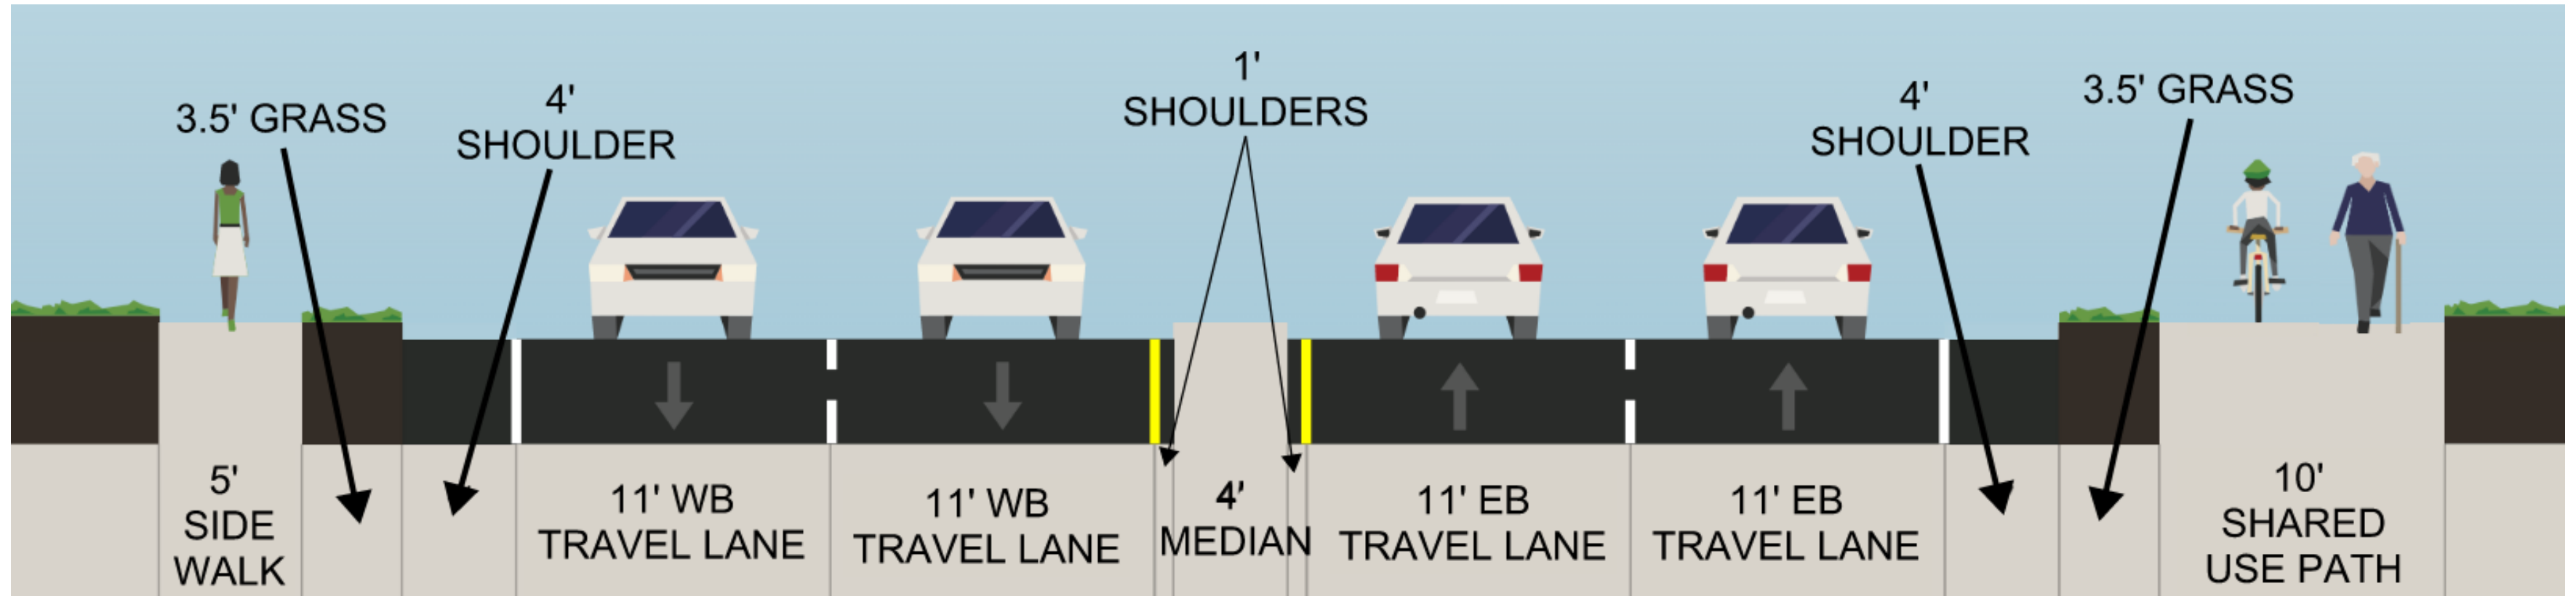 3.5' GRASS
4'
SHOULDER
1'
SHOULDERS
4'
SHOULDER
3.5' GRASS
5'
SIDE
WALK
11' WB
TRAVEL LANE
11' WB
TRAVEL LANE
4'
MEDIAN
11' EB
TRAVEL LANE
11' EB
TRAVEL LANE
10'
SHARED
USE PATH